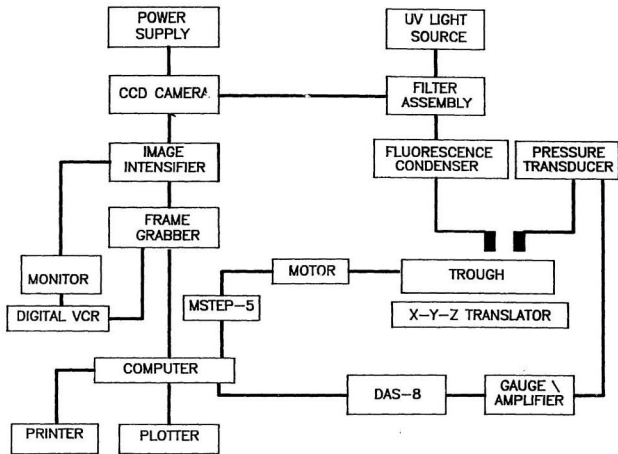 POWER
SUPPLY
UV LIGHT
SOURCE
CCD CAMERA
FILTER
ASSEMBLY
IMAGE
INTENSIFIER
FLUORESCENCE
CONDENSER
PRESSURE
TRANSDUCER
FRAME
GRABBER
MONITOR
MOTOR
TROUGH
DIGITAL VCR
MSTEP-5
X-Y-Z TRANSLATOR
COMPUTER
DAS-8
GAUGE \
AMPLIFIER
PRINTER
PLOTTER